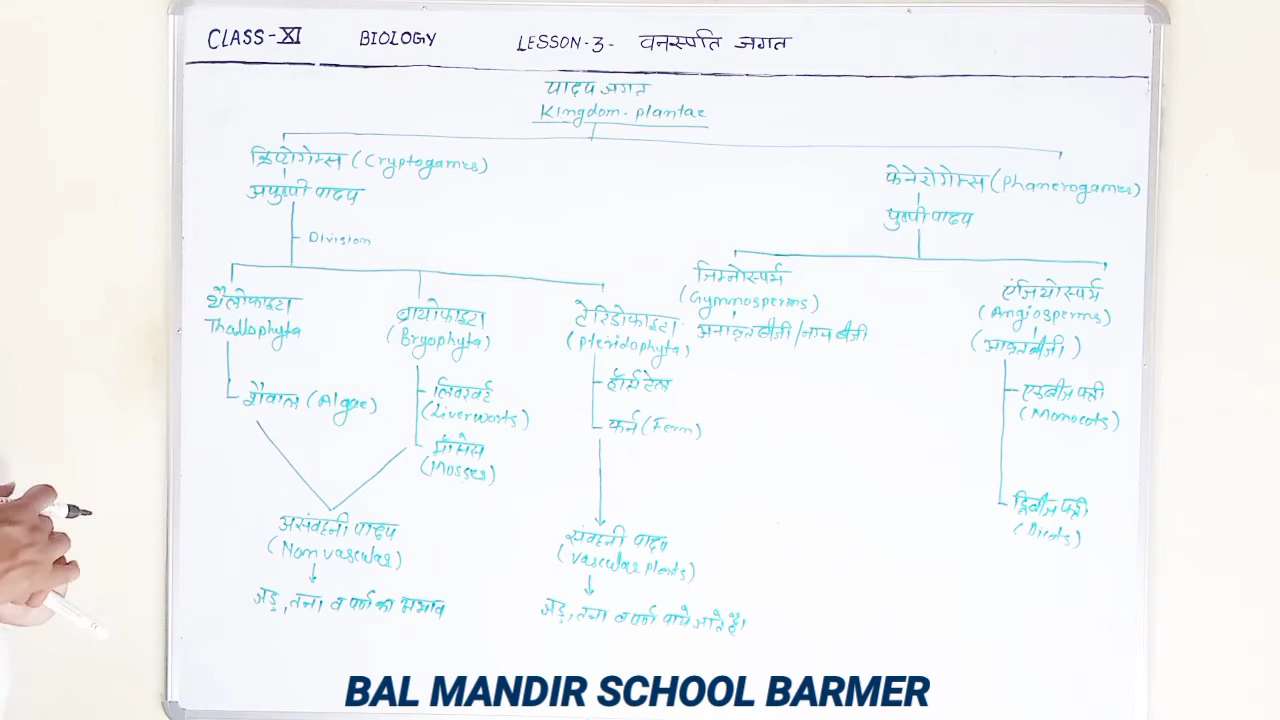 CLASS-XI BIOLOGY LESSON-3- वनस्पति जगत
पादप जगत
Kingdom-plantae
क्रिप्टोगेम्स (Cryptogames)
अपुष्पी पादप
Division
थैलोफाइटा
Thallophyta
शैवाल (Algae)
ब्रायोफाइटा
(Bryophyta)
लिवरवर्ट
(Liverworts)
मॉसेस
(Mosses)
असंवहनी पादप
(Nonvascular)
जड़, तना व पर्ण का अभाव
टेरिडोफाइटा
(pteridophyta)
हॉर्सटेल
फर्न (Fern)
संवहनी पादप
(Vascular plants)
जड़, तना व पर्ण पाये जाते है।
फेनेरोगेम्स (Phanerogames)
पुष्पी पादप
जिम्नोस्पर्म
(Gymnosperms)
अनावृतबीजी/नग्नबीजी
एंजियोस्पर्म
(Angiosperms)
(आवृतबीजी)
एकबीज पत्री
(Monocots)
द्विबीज पत्री
(Dicots)
BAL MANDIR SCHOOL BARMER